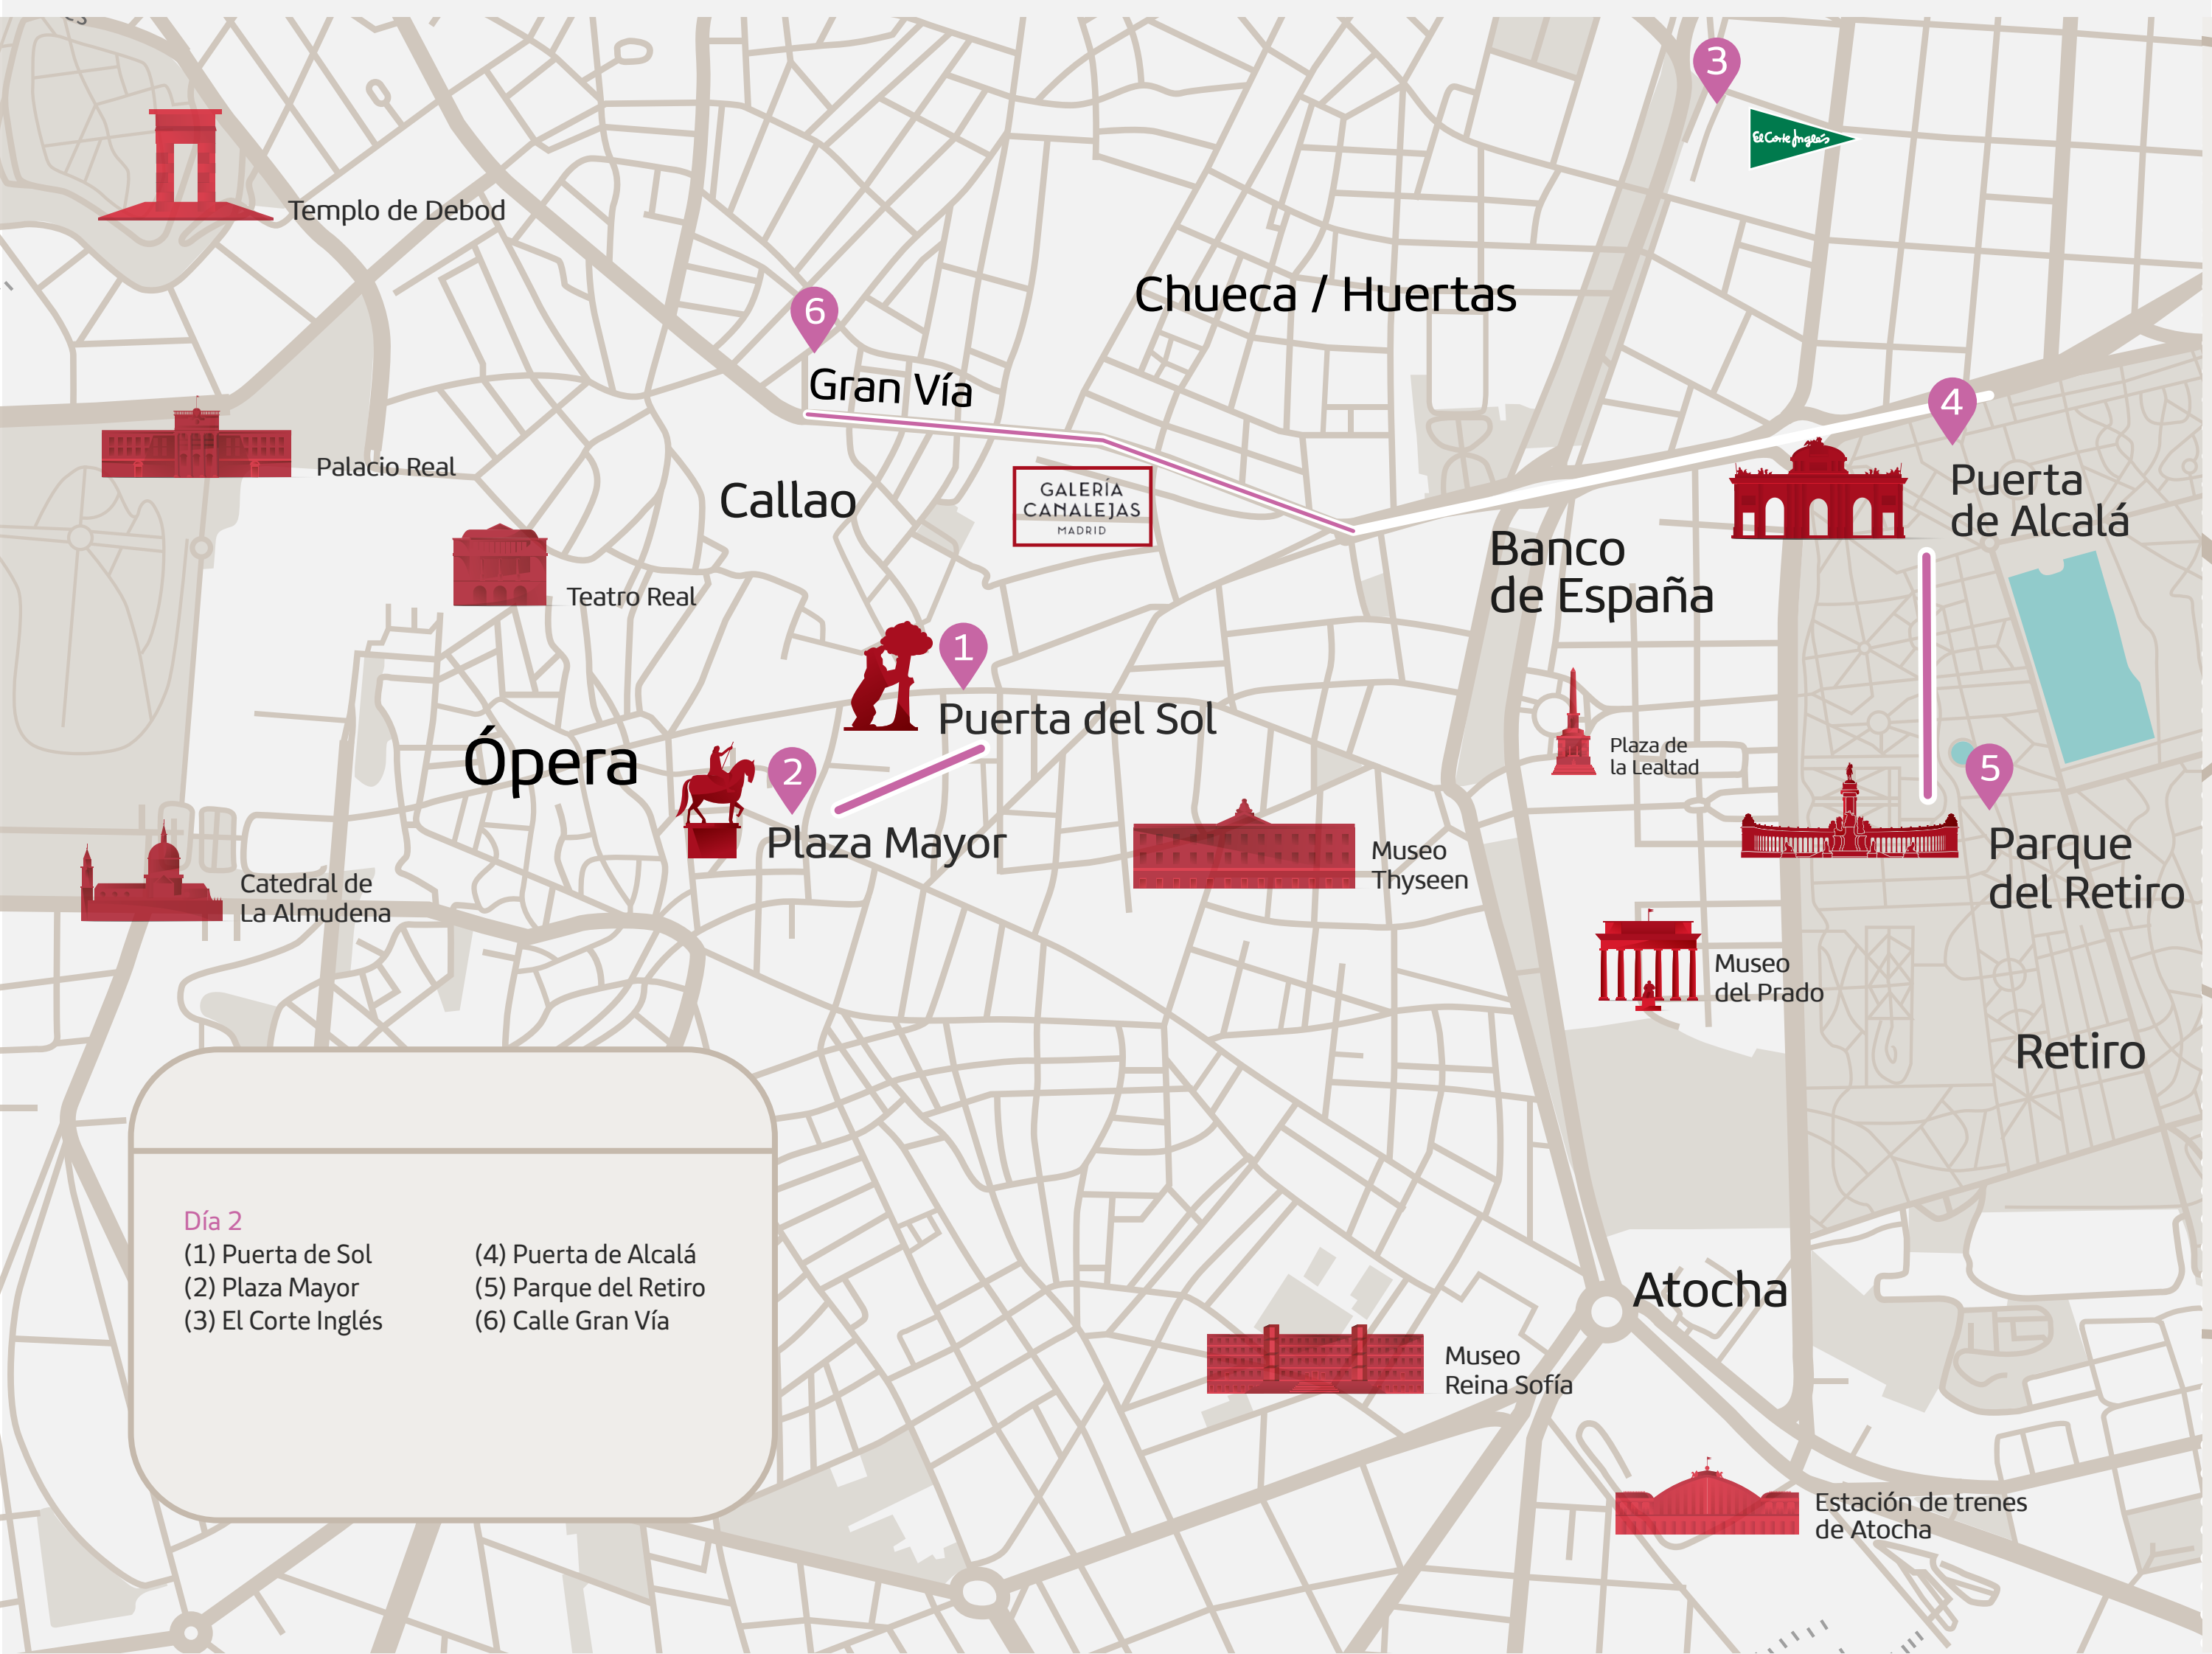 3
El Corte Inglés
Templo de Debod
Chueca / Huertas
6
Gran Vía
4
Palacio Real
Callao
GALERÍA
CANALEJAS
MADRID
Puerta
de Alcalá
Banco
de España
Teatro Real
1
Puerta del Sol
Ópera
2
Plaza Mayor
Plaza de
la Lealtad
5
Parque
del Retiro
Museo
Thyseen
Catedral de
La Almudena
Museo
del Prado
Retiro
Día 2
(1) Puerta de Sol
(2) Plaza Mayor
(3) El Corte Inglés
(4) Puerta de Alcalá
(5) Parque del Retiro
(6) Calle Gran Vía
Atocha
Museo
Reina Sofía
Estación de trenes
de Atocha